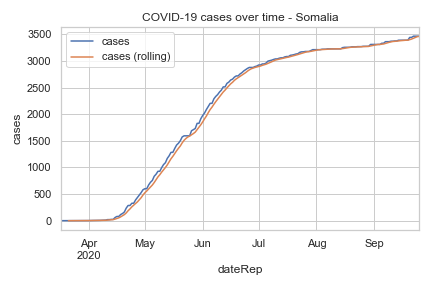 COVID-19 cases over time - Somalia
cases
cases (rolling)
3500
3000
2500
2000
1500
1000
500
0
cases
Apr
2020
May
Jun
Jul
Aug
Sep
dateRep